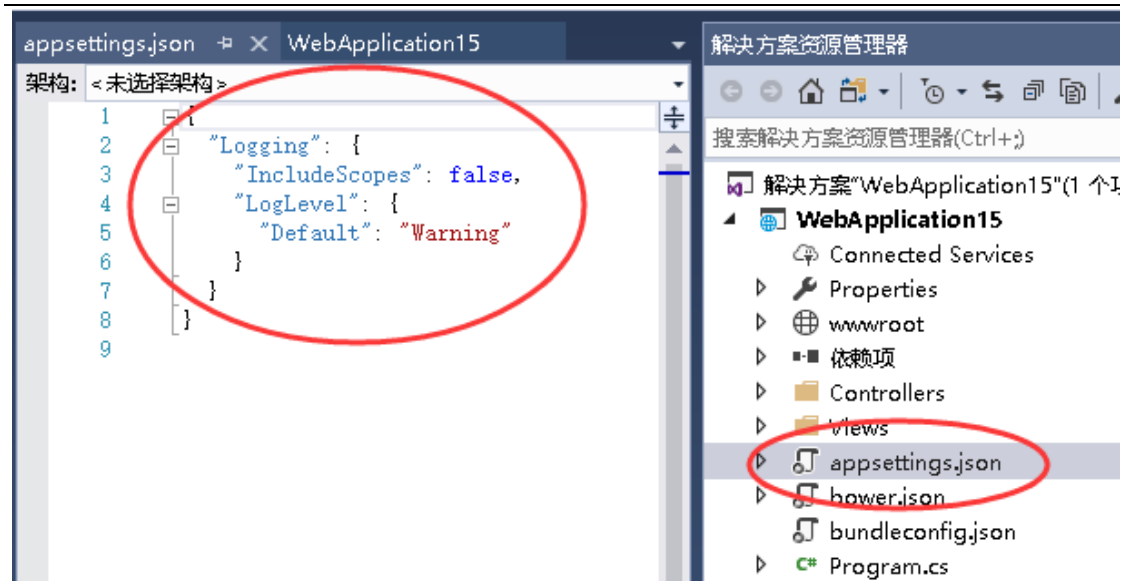 appsettings.json
WebApplication15
架构: <未选择架构>
1 {
2 "Logging": {
3 "IncludeScopes": false,
4 "LogLevel": {
5 "Default": "Warning"
6 }
7 }
8 }
9
解决方案资源管理器
搜索解决方案资源管理器(Ctrl+;)
解决方案"WebApplication15"(1 个
WebApplication15
Connected Services
Properties
wwwroot
依赖项
Controllers
Views
appsettings.json
bower.json
bundleconfig.json
C# Program.cs